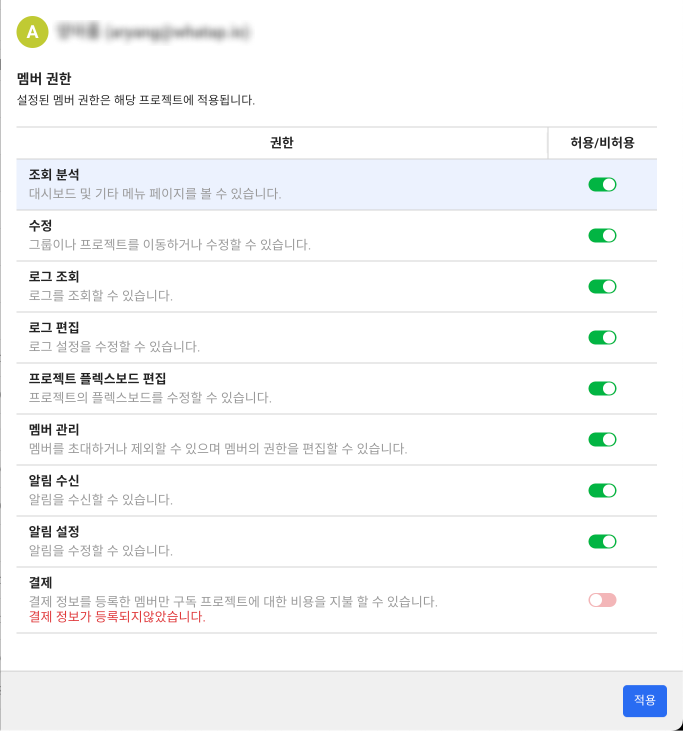 A
멤버 권한
설정된 멤버 권한은 해당 프로젝트에 적용됩니다.
권한
허용/비허용
조회 분석
대시보드 및 기타 메뉴 페이지를 볼 수 있습니다.
수정
그룹이나 프로젝트를 이동하거나 수정할 수 있습니다.
로그 조회
로그를 조회할 수 있습니다.
로그 편집
로그 설정을 수정할 수 있습니다.
프로젝트 플렉스보드 편집
프로젝트의 플렉스보드를 수정할 수 있습니다.
멤버 관리
멤버를 초대하거나 제외할 수 있으며 멤버의 권한을 편집할 수 있습니다.
알림 수신
알림을 수신할 수 있습니다.
알림 설정
알림을 수정할 수 있습니다.
결제
결제 정보를 등록한 멤버만 구독 프로젝트에 대한 비용을 지불 할 수 있습니다.
결제 정보가 등록되지않았습니다.
적용